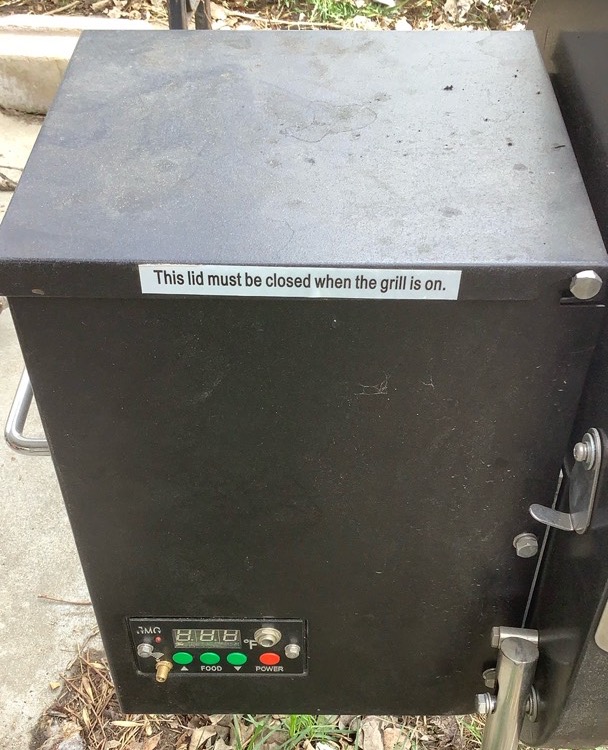 This lid must be closed when the grill is on.
GMG
°F
▲ FOOD ▼ POWER